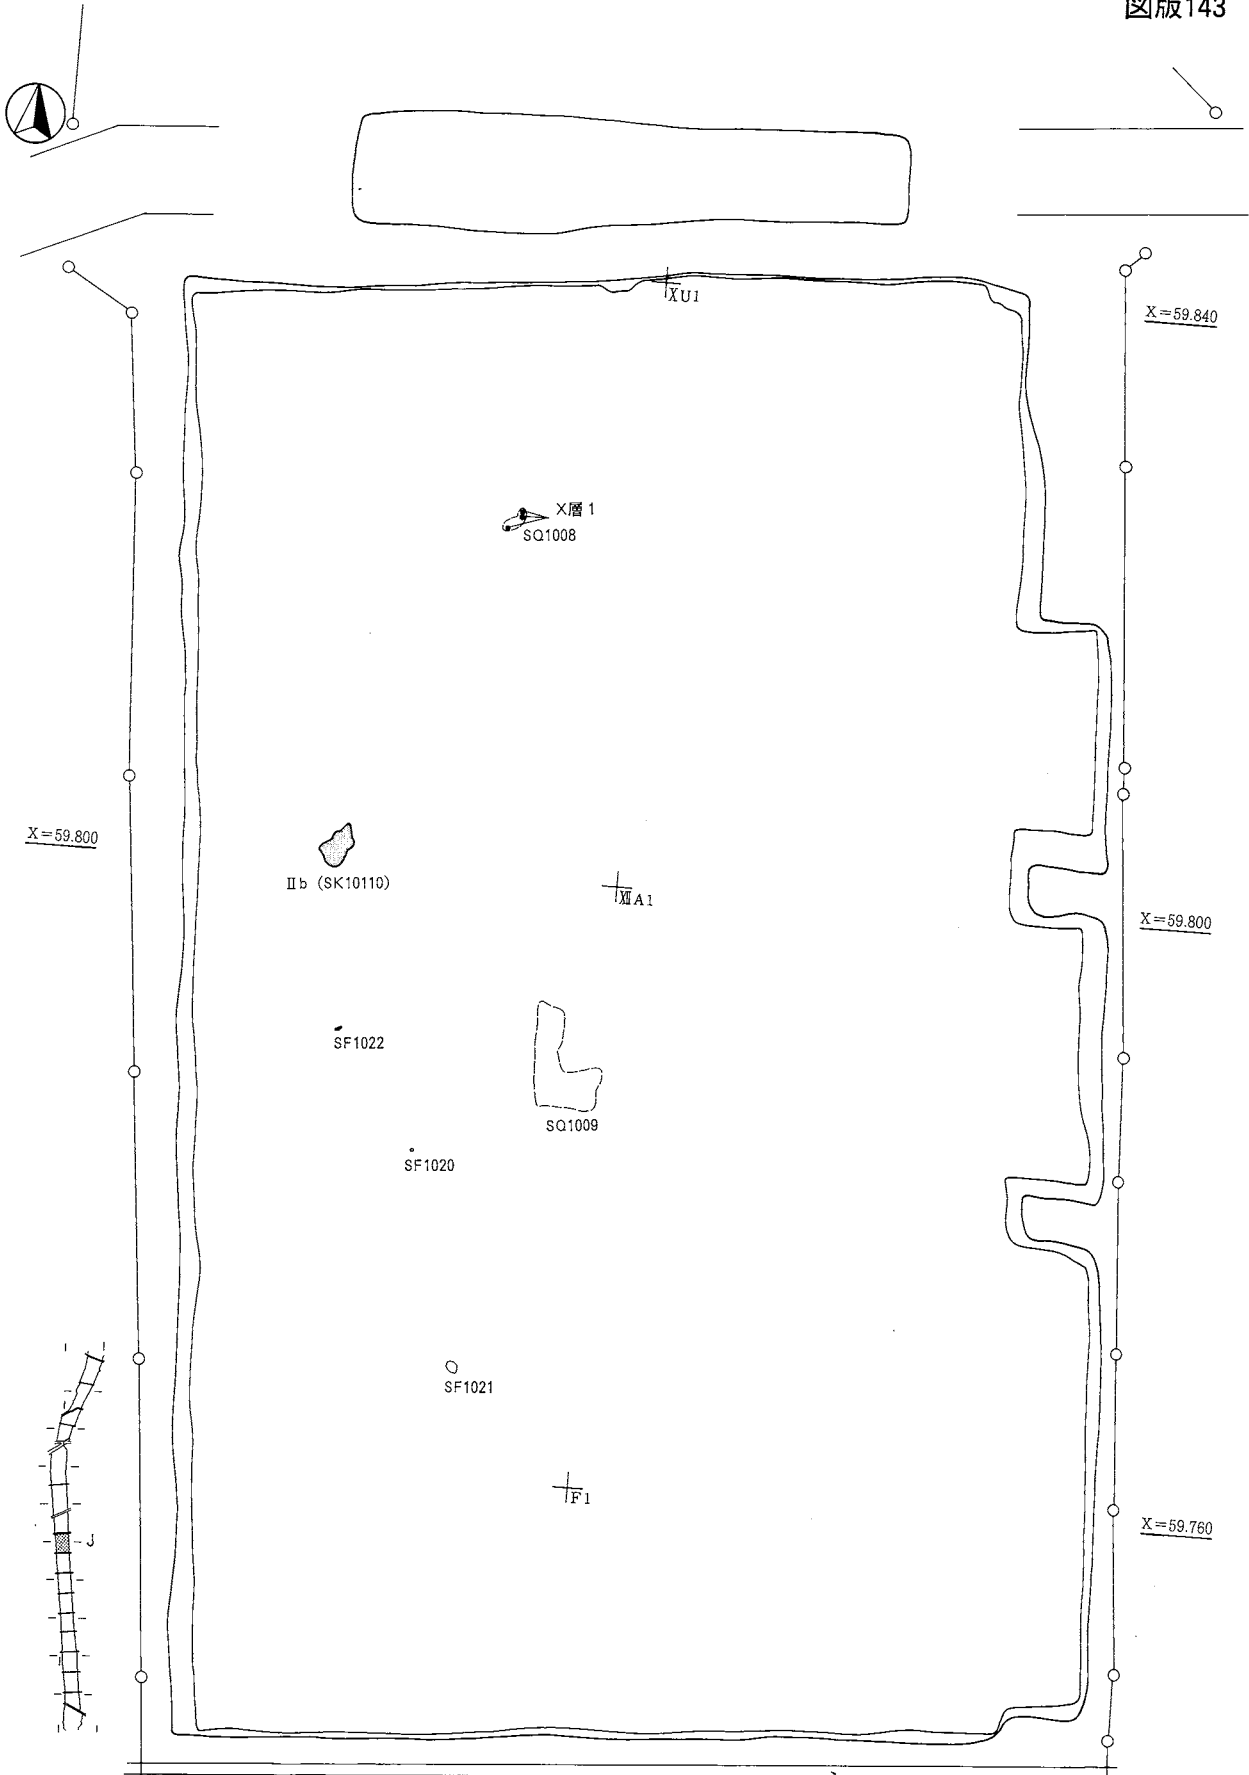 図版143
XU1
X=59.840
X層1
SQ1008
X=59.800
Ⅱb (SK10110)
ⅫA1
X=59.800
SF1022
SQ1009
SF1020
SF1021
F1
J
X=59.760